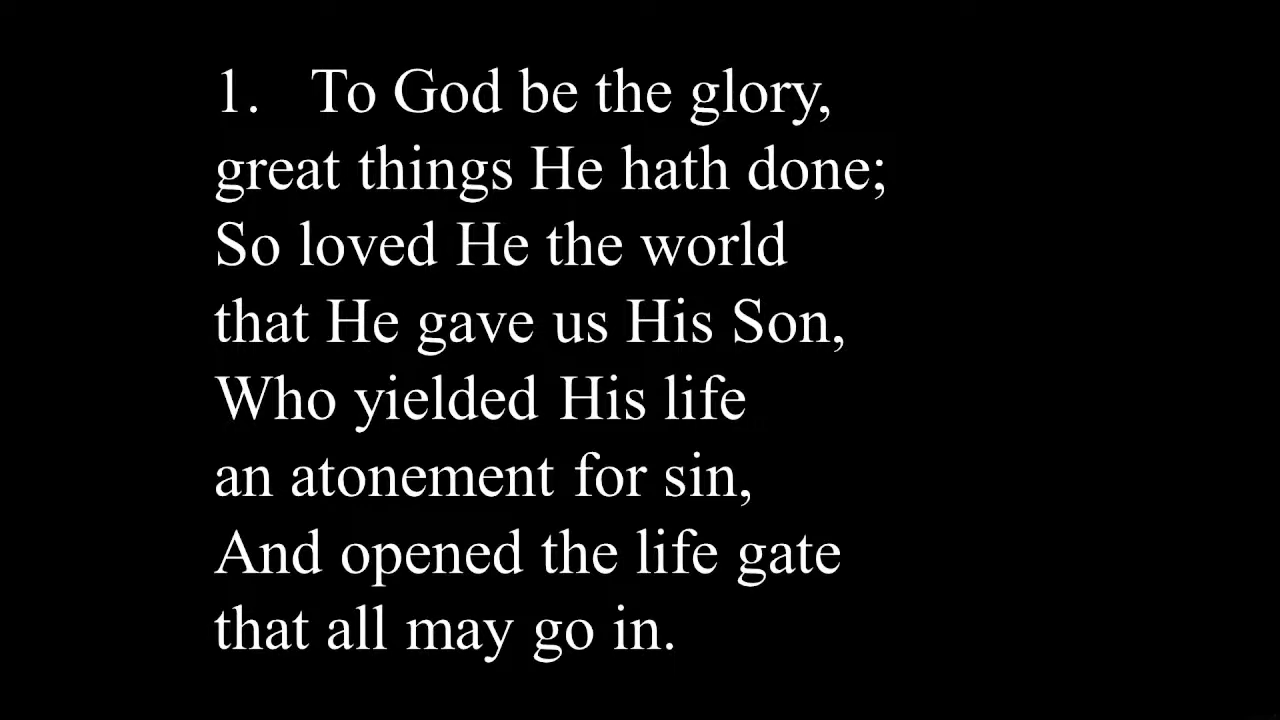 1. To God be the glory,
great things He hath done;
So loved He the world
that He gave us His Son,
Who yielded His life
an atonement for sin,
And opened the life gate
that all may go in.